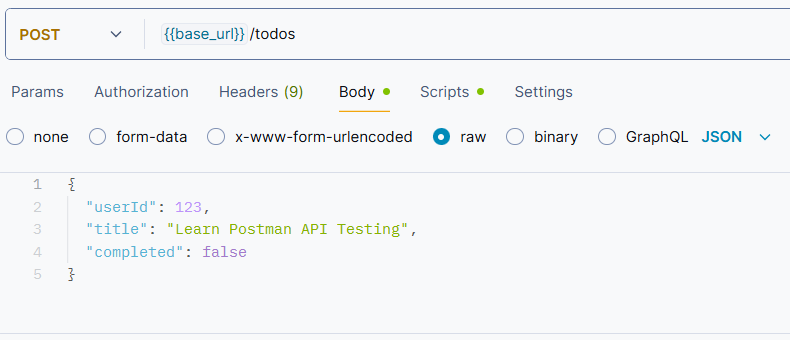 POST {{base_url}} /todos
Params Authorization Headers (9) Body Scripts Settings
none form-data x-www-form-urlencoded raw binary GraphQL JSON
1 {
2 "userId": 123,
3 "title": "Learn Postman API Testing",
4 "completed": false
5 }